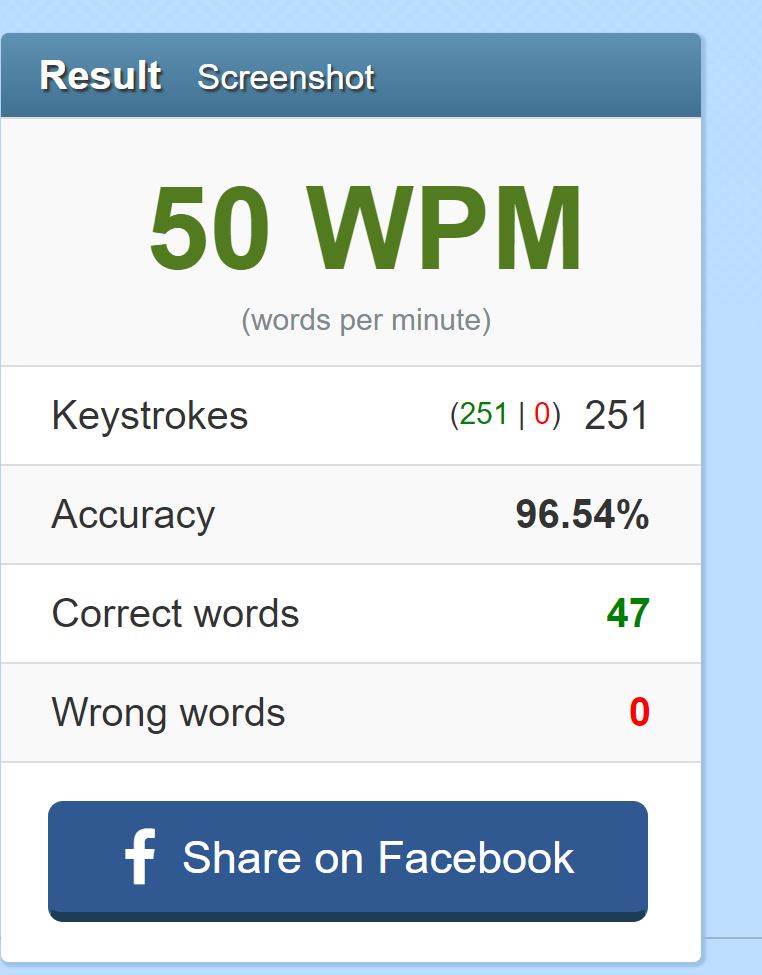 Result Screenshot
50 WPM
(words per minute)
Keystrokes (251 | 0) 251
Accuracy 96.54%
Correct words 47
Wrong words 0
Share on Facebook